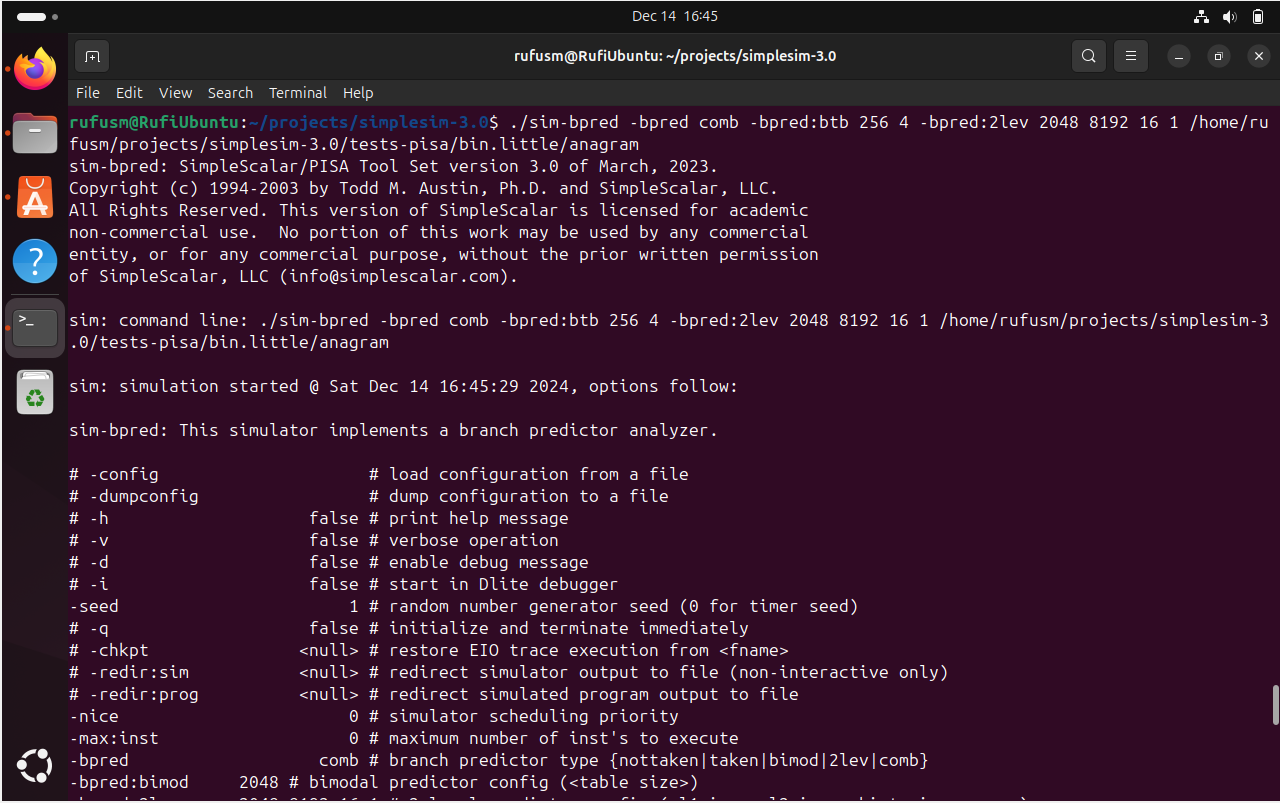 Dec 14 16:45
rufusm@RufiUbuntu: ~/projects/simplesim-3.0
File Edit View Search Terminal Help
rufusm@RufiUbuntu:~/projects/simplesim-3.0$ ./sim-bpred -bpred comb -bpred:btb 256 4 -bpred:2lev 2048 8192 16 1 /home/ru
fusm/projects/simplesim-3.0/tests-pisa/bin.little/anagram
sim-bpred: SimpleScalar/PISA Tool Set version 3.0 of March, 2023.
Copyright (c) 1994-2003 by Todd M. Austin, Ph.D. and SimpleScalar, LLC.
All Rights Reserved. This version of SimpleScalar is licensed for academic
non-commercial use.  No portion of this work may be used by any commercial
entity, or for any commercial purpose, without the prior written permission
of SimpleScalar, LLC (info@simplescalar.com).
sim: command line: ./sim-bpred -bpred comb -bpred:btb 256 4 -bpred:2lev 2048 8192 16 1 /home/rufusm/projects/simplesim-3
.0/tests-pisa/bin.little/anagram
sim: simulation started @ Sat Dec 14 16:45:29 2024, options follow:
sim-bpred: This simulator implements a branch predictor analyzer.
# -config                     # load configuration from a file
# -dumpconfig                 # dump configuration to a file
# -h                    false # print help message
# -v                    false # verbose operation
# -d                    false # enable debug message
# -i                    false # start in Dlite debugger
-seed                       1 # random number generator seed (0 for timer seed)
# -q                    false # initialize and terminate immediately
# -chkpt               <null> # restore EIO trace execution from <fname>
# -redir:sim           <null> # redirect simulator output to file (non-interactive only)
# -redir:prog          <null> # redirect simulated program output to file
-nice                       0 # simulator scheduling priority
-max:inst                   0 # maximum number of inst's to execute
-bpred                   comb # branch predictor type {nottaken|taken|bimod|2lev|comb}
-bpred:bimod     2048 # bimodal predictor config (<table size>)